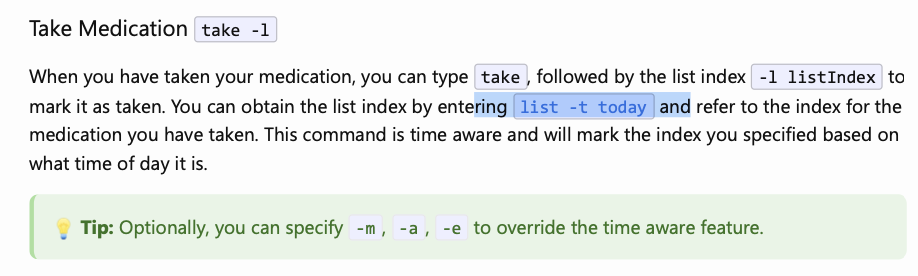 Take Medication take -l
When you have taken your medication, you can type take, followed by the list index -l listIndex to
mark it as taken. You can obtain the list index by entering list -t today and refer to the index for the
medication you have taken. This command is time aware and will mark the index you specified based on
what time of day it is.
💡 Tip: Optionally, you can specify -m, -a, -e to override the time aware feature.